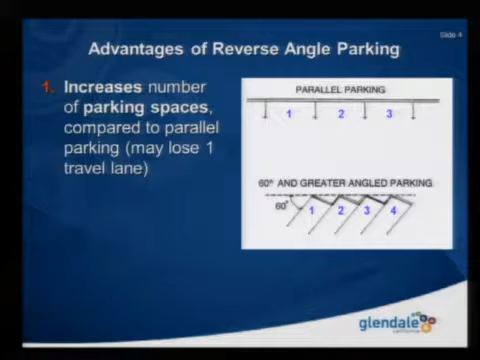 Slide 4
Advantages of Reverse Angle Parking
1. Increases number
of parking spaces,
compared to parallel
parking (may lose 1
travel lane)
PARALLEL PARKING
1 2 3
60° AND GREATER ANGLED PARKING
60°
1 2 3 4
glendale
california